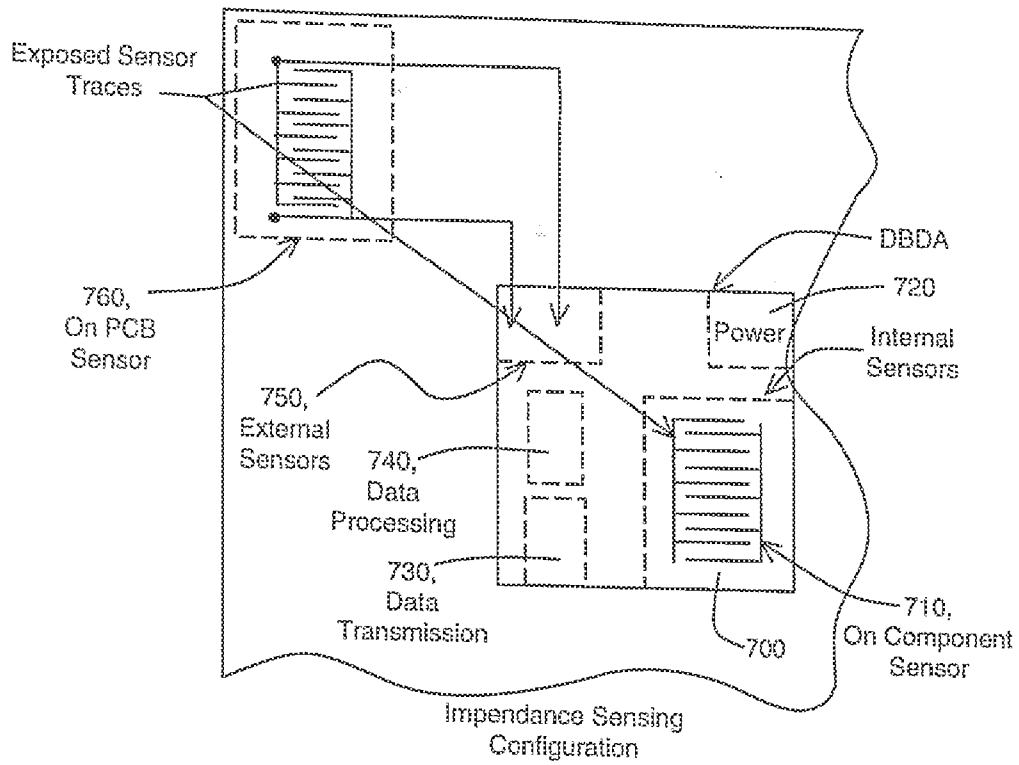 Exposed Sensor
Traces
760,
On PCB
Sensor
DBDA
720
Power
Internal
Sensors
750,
External
Sensors
740,
Data
Processing
730,
Data
Transmission
700
710,
On Component
Sensor
Impendance Sensing
Configuration